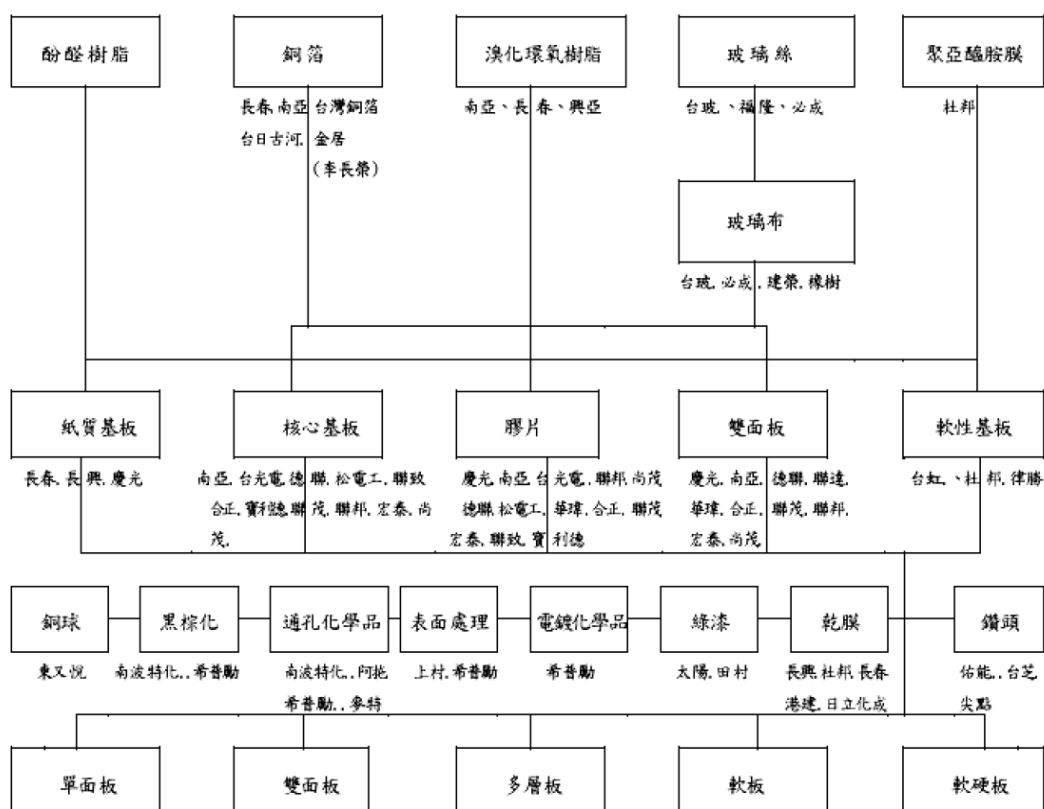 酚醛樹脂
銅箔
溴化環氧樹脂
玻璃絲
聚亞醯胺膜
長春.南亞.台灣銅箔
台日古河.金居
(李長榮)
南亞、長春、興亞
台玻、福隆、必成
杜邦
玻璃布
台玻.必成.建榮.橡樹
紙質基板
核心基板
膠片
雙面板
軟性基板
長春.長興.慶光
南亞.台光電.德聯.松電工.聯致
合正.寶利德.聯茂.聯邦.宏泰.尚
茂.
慶光.南亞.台光電.聯邦.尚茂
德聯.松電工.華瑋.合正.聯茂
宏泰.聯致.寶利德
慶光.南亞.德聯.聯達.
華瑋.合正.聯茂.聯邦.
宏泰.尚茂.
台虹、杜邦.律勝
銅球
黑棕化
通孔化學品
表面處理
電鍍化學品
綠漆
乾膜
鑽頭
東又悅
南波特化..希普勵
南波特化..阿拖
希普勵..麥特
上村.希普勵
希普勵
太陽.田村
長興.杜邦.長春
港建.日立化成
佑能..台芝
尖點
單面板
雙面板
多層板
軟板
軟硬板